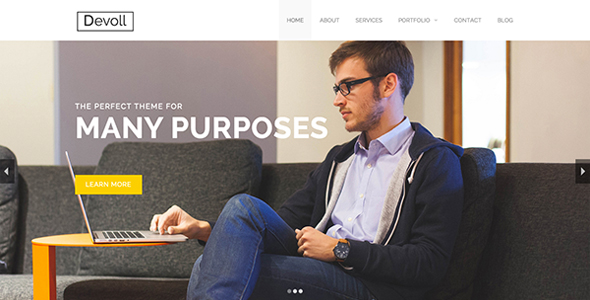 Devoll
HOME ABOUT SERVICES PORTFOLIO CONTACT BLOG
THE PERFECT THEME FOR
MANY PURPOSES
LEARN MORE